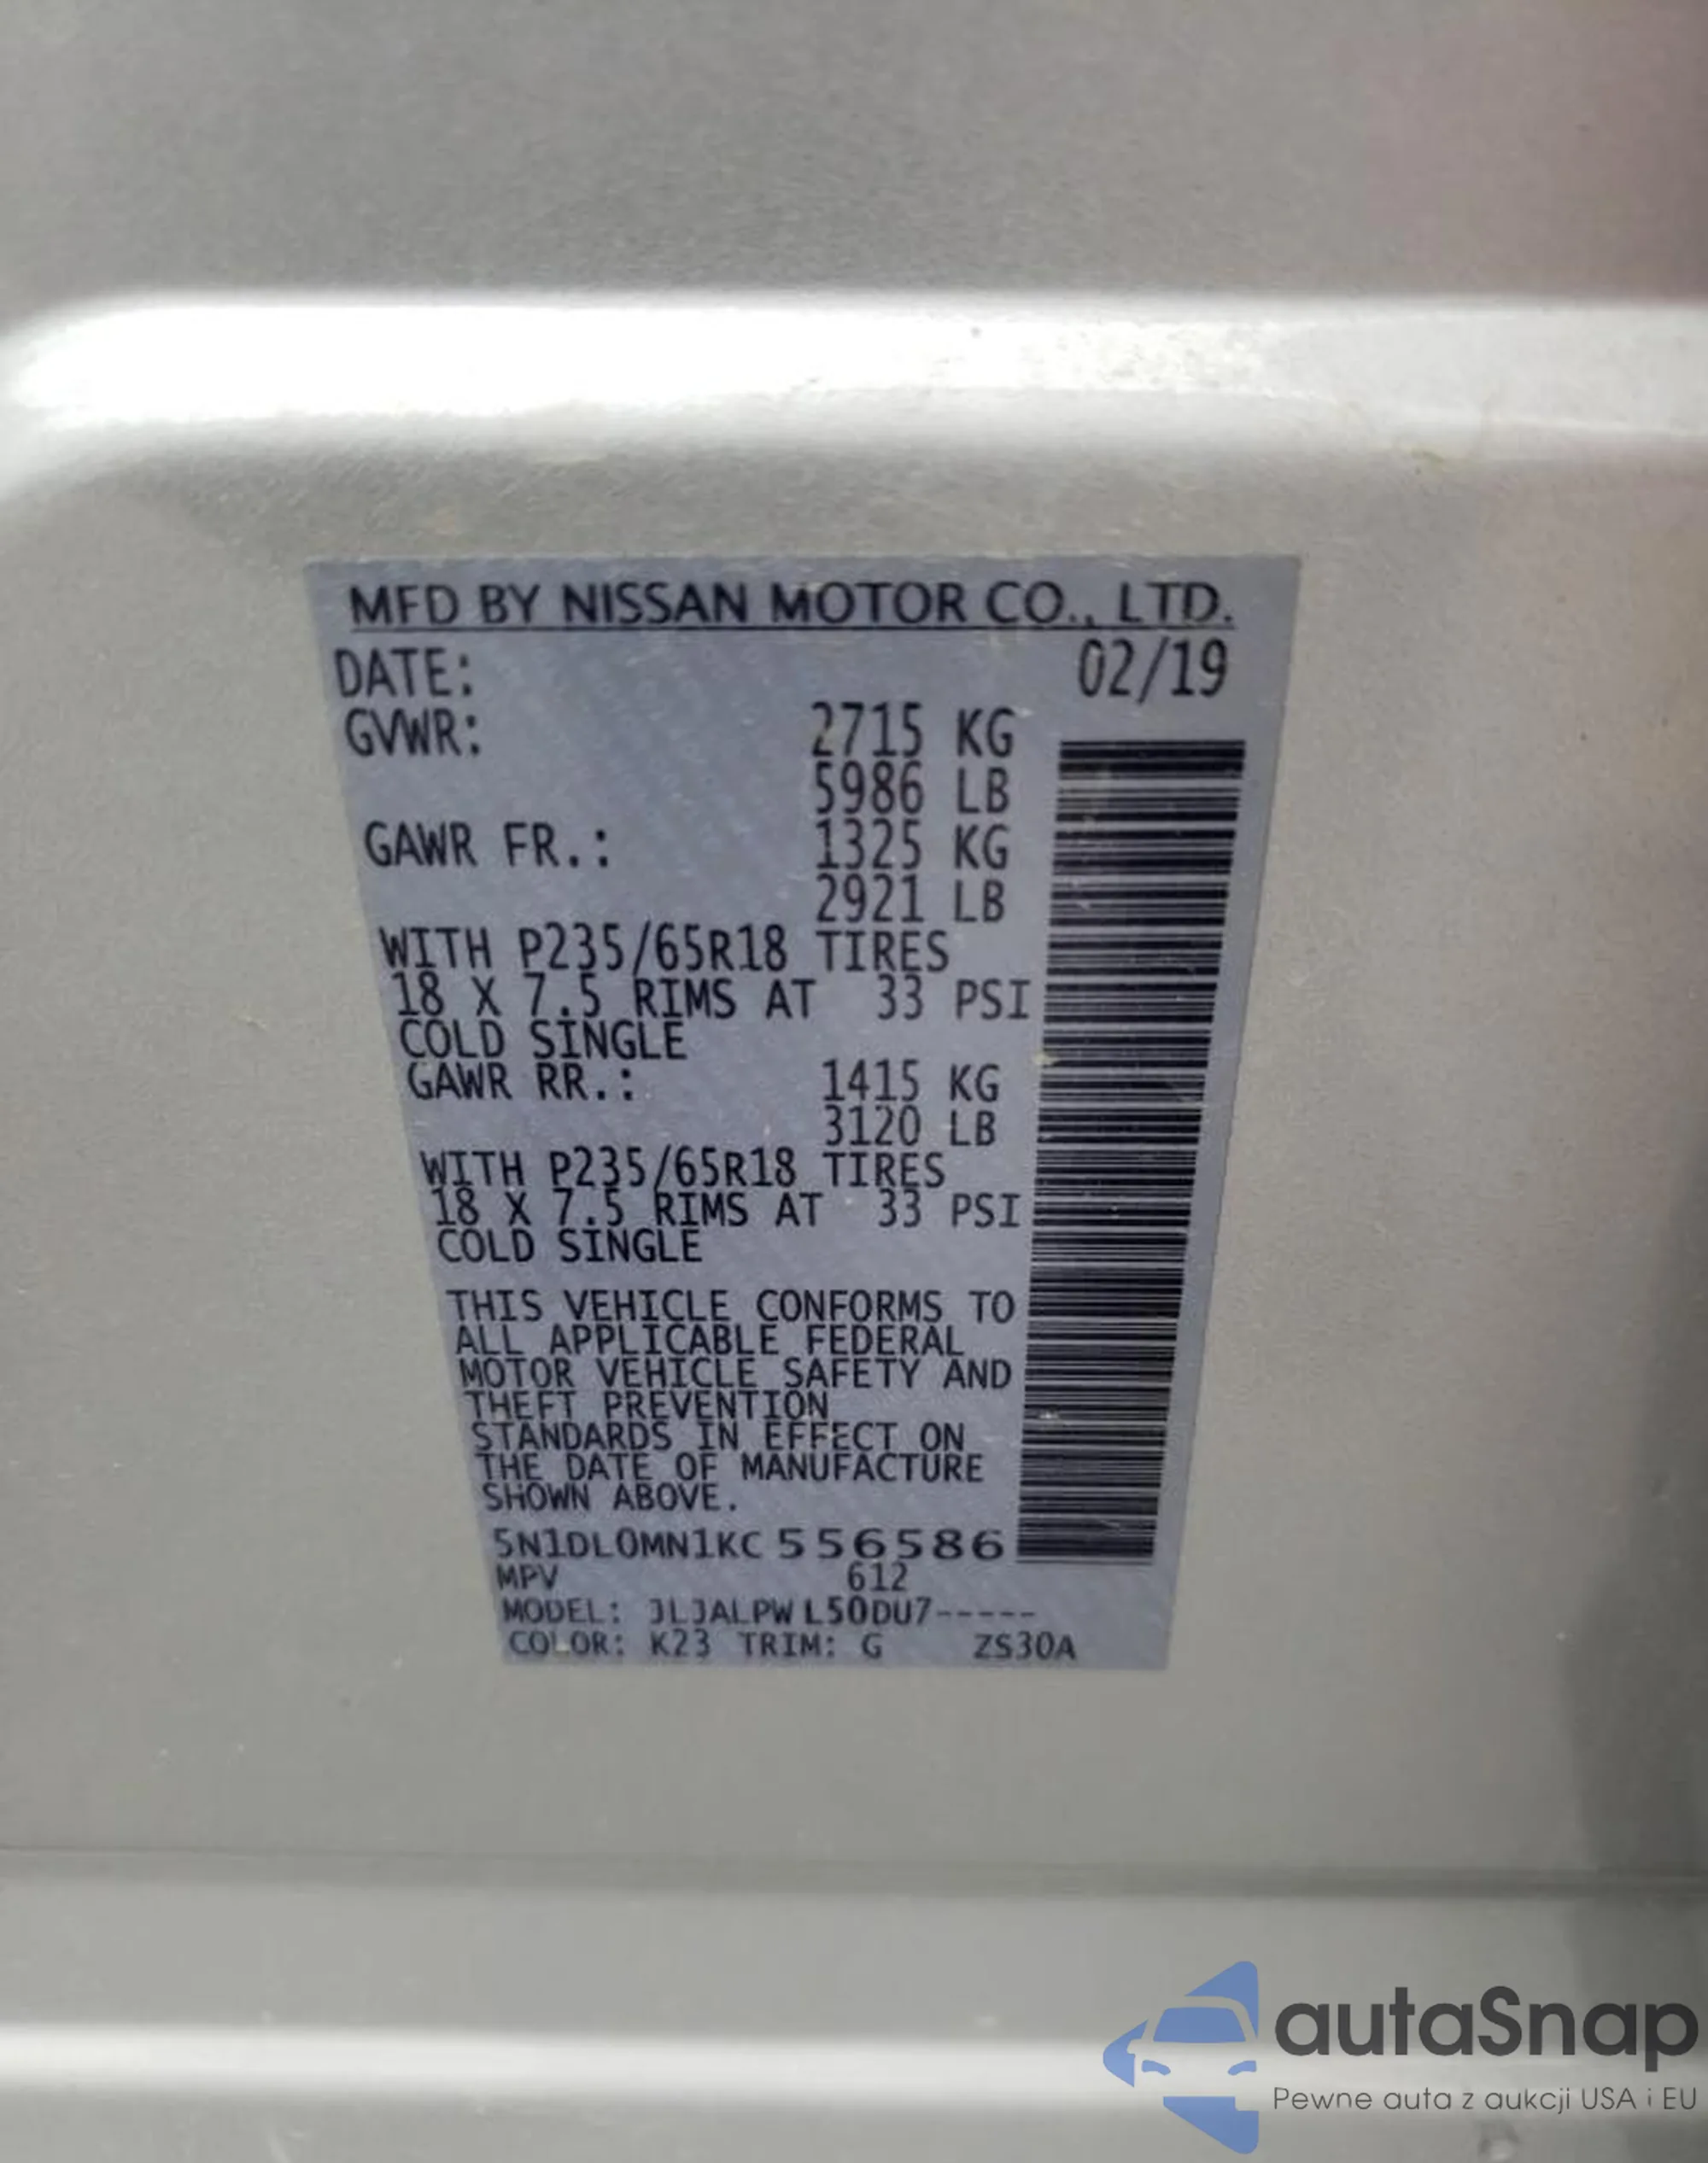 MFD BY NISSAN MOTOR CO., LTD.
DATE: 02/19
GVWR: 2715 KG
5986 LB
GAWR FR.: 1325 KG
2921 LB
WITH P235/65R18 TIRES
18 X 7.5 RIMS AT 33 PSI
COLD SINGLE
GAWR RR.: 1415 KG
3120 LB
WITH P235/65R18 TIRES
18 X 7.5 RIMS AT 33 PSI
COLD SINGLE
THIS VEHICLE CONFORMS TO
ALL APPLICABLE FEDERAL
MOTOR VEHICLE SAFETY AND
THEFT PREVENTION
STANDARDS IN EFFECT ON
THE DATE OF MANUFACTURE
SHOWN ABOVE.
5N1DL0MN1KC556586
MPV 612
MODEL: JLJALPW L50DU7-----
COLOR: K23 TRIM: G ZS30A
autaSnap
Pewne auta z aukcji USA i EU